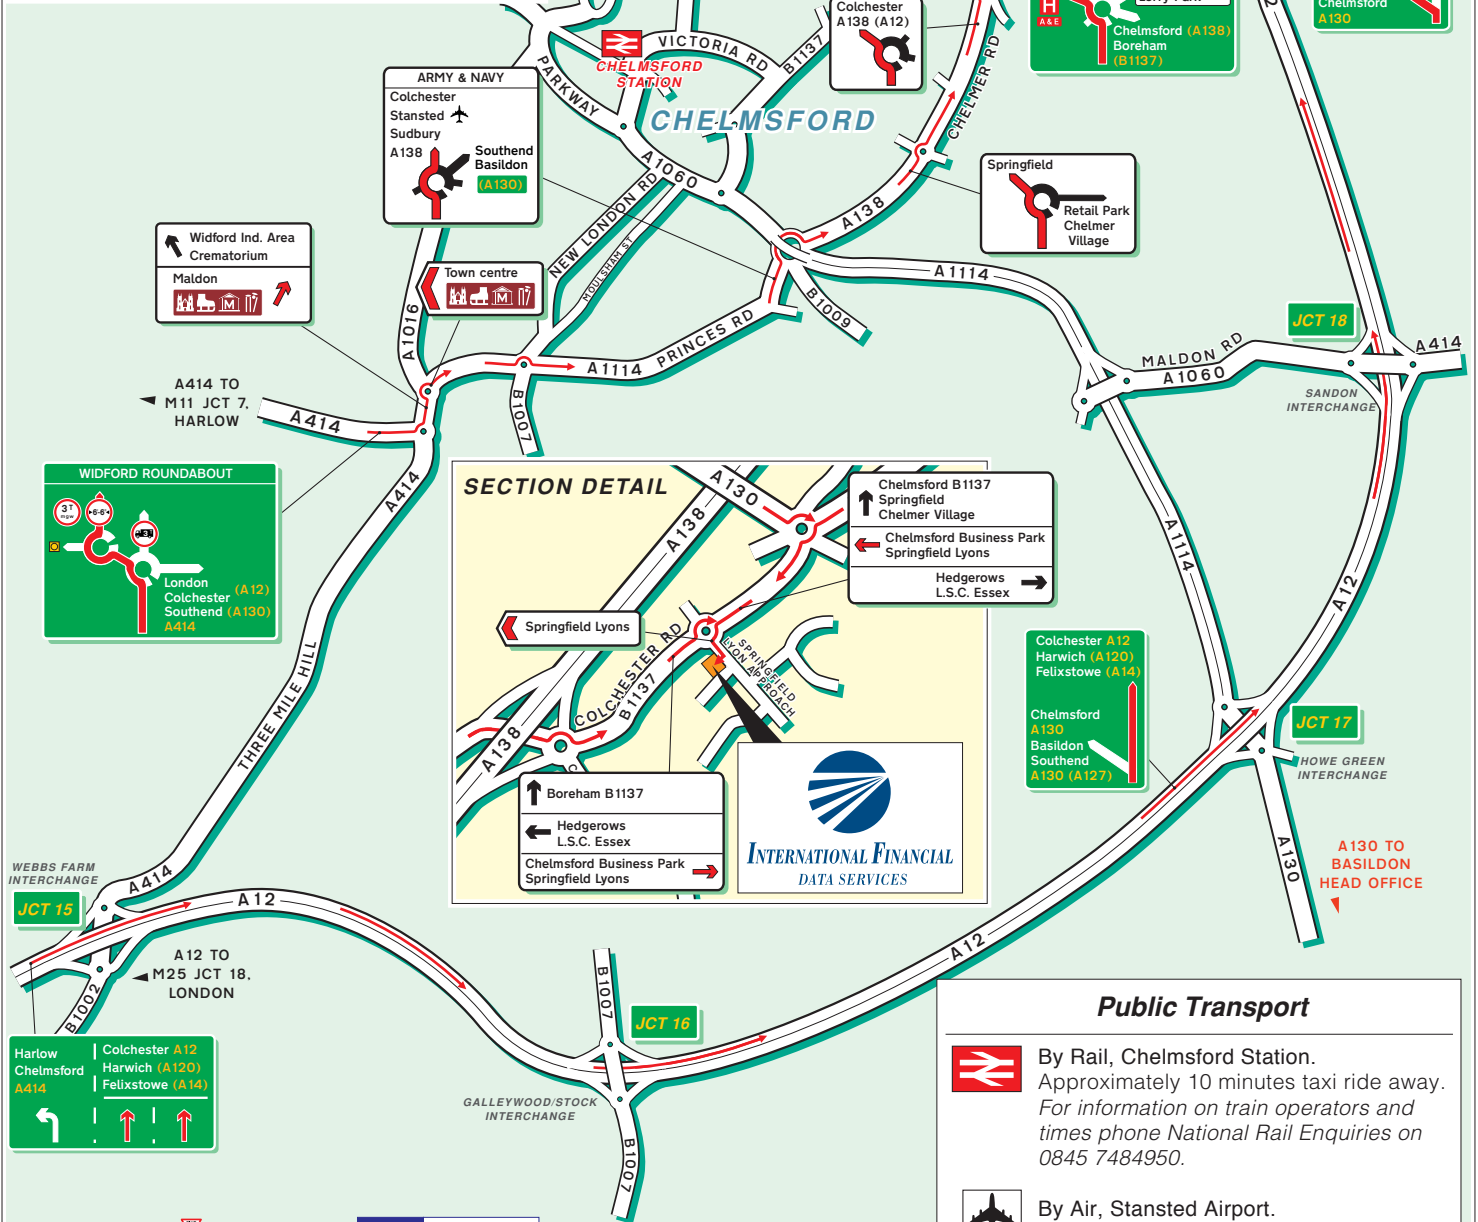 Colchester
A138 (A12)
Lorry Park
H
A & E
Chelmsford (A138)
Boreham
(B1137)
Chelmsford
A130
2
VICTORIA RD
B1137
CHELMSFORD
STATION
PARKWAY
CHELMSFORD
CHELMER RD
ARMY & NAVY
Colchester
Stansted
Sudbury
A138
Southend
Basildon
(A130)
A1060
NEW LONDON RD
MOULSHAM ST
A138
Springfield
Retail Park
Chelmer
Village
Widford Ind. Area
Crematorium
Maldon
M
Town centre
M
A1016
A1114
B1009
PRINCES RD
A1114
B1007
JCT 18
MALDON RD
A1060
A414
SANDON
INTERCHANGE
A414 TO
M11 JCT 7,
HARLOW
A414
A414
WIDFORD ROUNDABOUT
3T
mgw
6'-6"
3
London
Colchester (A12)
Southend (A130)
A414
THREE MILE HILL
SECTION DETAIL
A130
A138
Chelmsford B1137
Springfield
Chelmer Village
Chelmsford Business Park
Springfield Lyons
Hedgerows
L.S.C. Essex
Springfield Lyons
COLCHESTER RD
B1137
SPRINGFIELD
LYON APPROACH
A138
C
Boreham B1137
Hedgerows
L.S.C. Essex
Chelmsford Business Park
Springfield Lyons
INTERNATIONAL FINANCIAL
DATA SERVICES
A1114
A12
Colchester A12
Harwich (A120)
Felixstowe (A14)
Chelmsford
A130
Basildon
Southend
A130 (A127)
JCT 17
HOWE GREEN
INTERCHANGE
A130
A130 TO
BASILDON
HEAD OFFICE
WEBBS FARM
INTERCHANGE
JCT 15
A414
A12
A12 TO
M25 JCT 18,
LONDON
B1002
Harlow
Chelmsford
A414
Colchester A12
Harwich (A120)
Felixstowe (A14)
A12
B1007
JCT 16
GALLEYWOOD/STOCK
INTERCHANGE
B1007
Public Transport
By Rail, Chelmsford Station.
Approximately 10 minutes taxi ride away.
For information on train operators and
times phone National Rail Enquiries on
0845 7484950.
By Air, Stansted Airport.